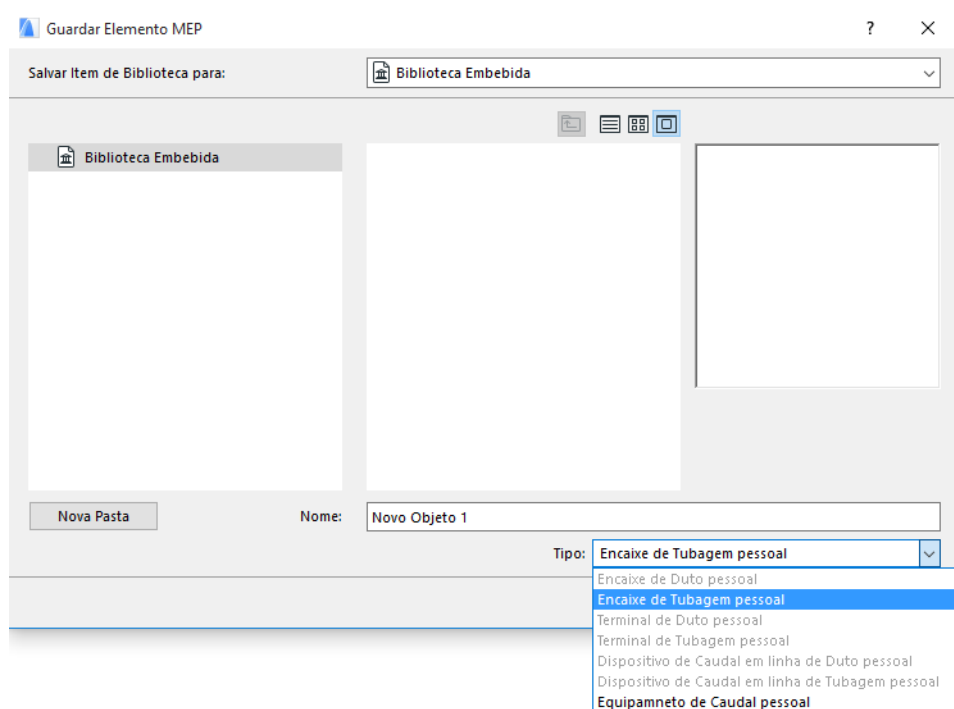 Guardar Elemento MEP ?
Salvar Item de Biblioteca para: Biblioteca Embebida
Biblioteca Embebida
Nova Pasta Nome: Novo Objeto 1
Tipo: Encaixe de Tubagem pessoal
Encaixe de Duto pessoal
Encaixe de Tubagem pessoal
Terminal de Duto pessoal
Terminal de Tubagem pessoal
Dispositivo de Caudal em linha de Duto pessoal
Dispositivo de Caudal em linha de Tubagem pessoal
Equipamneto de Caudal pessoal